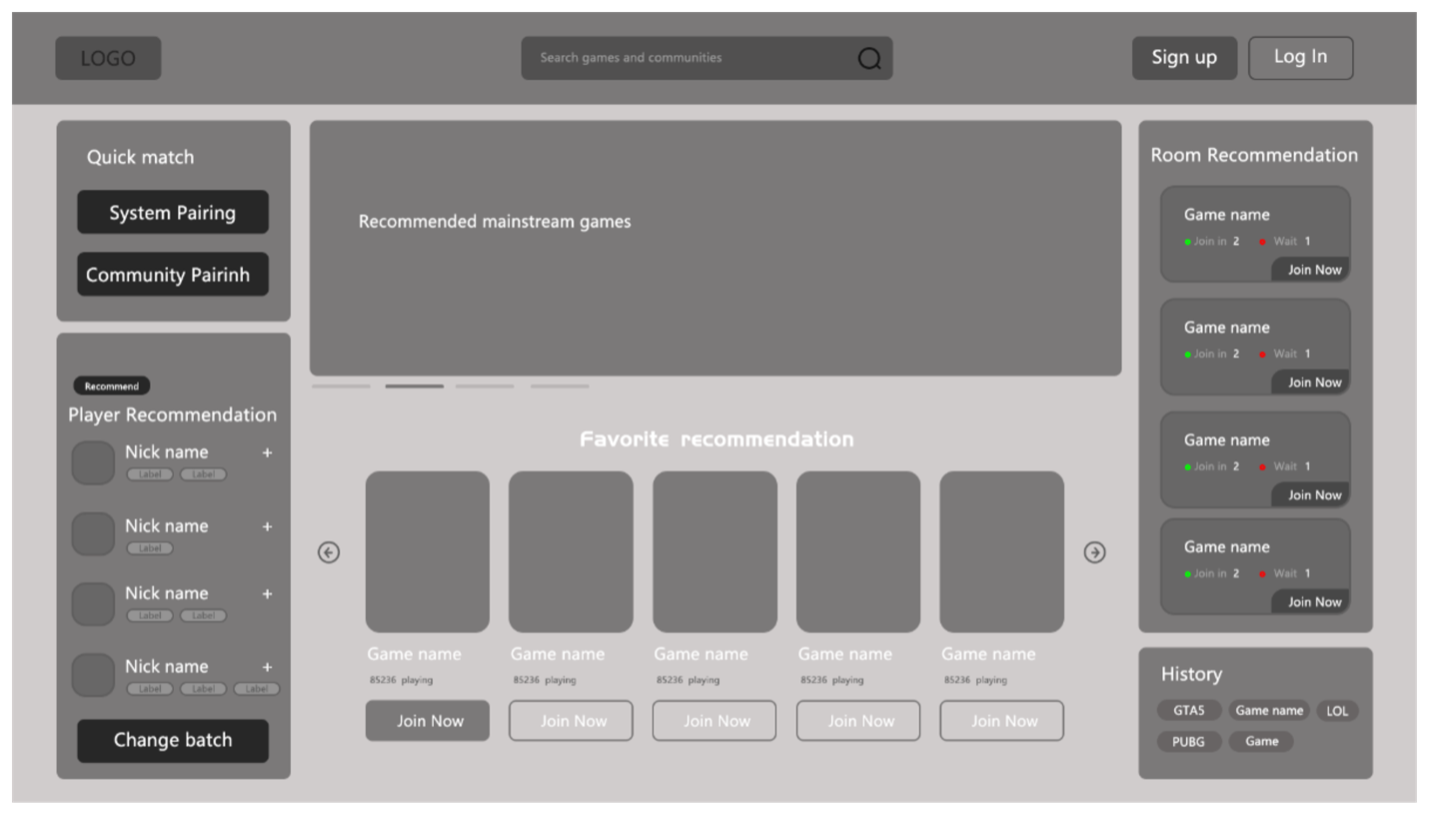 LOGO
Search games and communities
Sign up
Log In
Quick match
System Pairing
Community Pairinh
Recommend
Player Recommendation
Nick name +
Label Label
Nick name +
Label
Nick name +
Label Label
Nick name +
Label Label Label
Change batch
Recommended mainstream games
Favorite recommendation
Game name Game name Game name Game name Game name
85236 playing 85236 playing 85236 playing 85236 playing 85236 playing
Join Now Join Now Join Now Join Now Join Now
Room Recommendation
Game name
Join in 2 Wait 1
Join Now
Game name
Join in 2 Wait 1
Join Now
Game name
Join in 2 Wait 1
Join Now
Game name
Join in 2 Wait 1
Join Now
History
GTA5 Game name LOL
PUBG Game